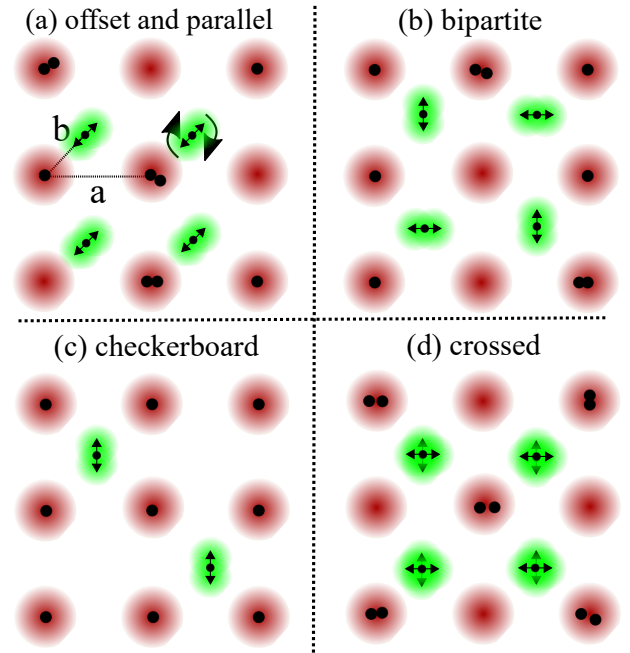 (a) offset and parallel
(b) bipartite
b
a
(c) checkerboard
(d) crossed